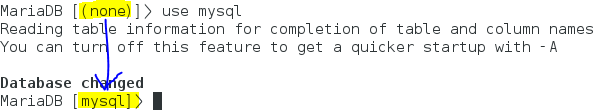 MariaDB [(none)]> use mysql
Reading table information for completion of table and column names
You can turn off this feature to get a quicker startup with -A
Database changed
MariaDB [mysql]>